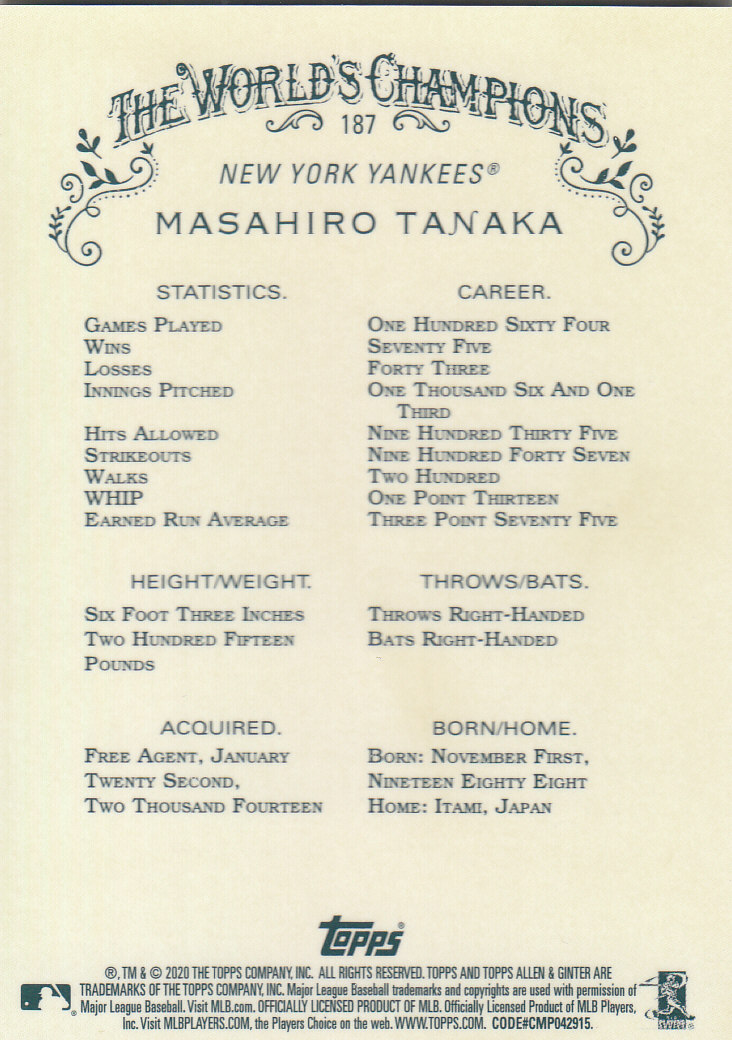 THE WORLD'S CHAMPIONS
187
NEW YORK YANKEES®
MASAHIRO TANAKA
STATISTICS. CAREER.
GAMES PLAYED ONE HUNDRED SIXTY FOUR
WINS SEVENTY FIVE
LOSSES FORTY THREE
INNINGS PITCHED ONE THOUSAND SIX AND ONE
THIRD
HITS ALLOWED NINE HUNDRED THIRTY FIVE
STRIKEOUTS NINE HUNDRED FORTY SEVEN
WALKS TWO HUNDRED
WHIP ONE POINT THIRTEEN
EARNED RUN AVERAGE THREE POINT SEVENTY FIVE
HEIGHT/WEIGHT. THROWS/BATS.
SIX FOOT THREE INCHES THROWS RIGHT-HANDED
TWO HUNDRED FIFTEEN BATS RIGHT-HANDED
POUNDS
ACQUIRED. BORN/HOME.
FREE AGENT, JANUARY BORN: NOVEMBER FIRST,
TWENTY SECOND, NINETEEN EIGHTY EIGHT
TWO THOUSAND FOURTEEN HOME: ITAMI, JAPAN
Topps®
®, TM & © 2020 THE TOPPS COMPANY, INC. ALL RIGHTS RESERVED. TOPPS AND TOPPS ALLEN & GINTER ARE
TRADEMARKS OF THE TOPPS COMPANY, INC. Major League Baseball trademarks and copyrights are used with permission of
Major League Baseball. Visit MLB.com. OFFICIALLY LICENSED PRODUCT OF MLB. Officially Licensed Product of MLB Players,
Inc. Visit MLBPLAYERS.COM, the Players Choice on the web. WWW.TOPPS.COM. CODE#CMP042915.